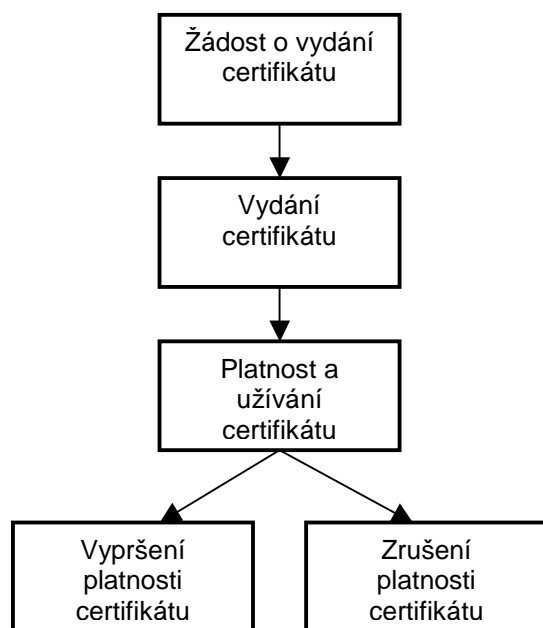 Žádost o vydání
certifikátu
Vydání
certifikátu
Platnost a
užívání
certifikátu
Vypršení
platnosti
certifikátu
Zrušení
platnosti
certifikátu